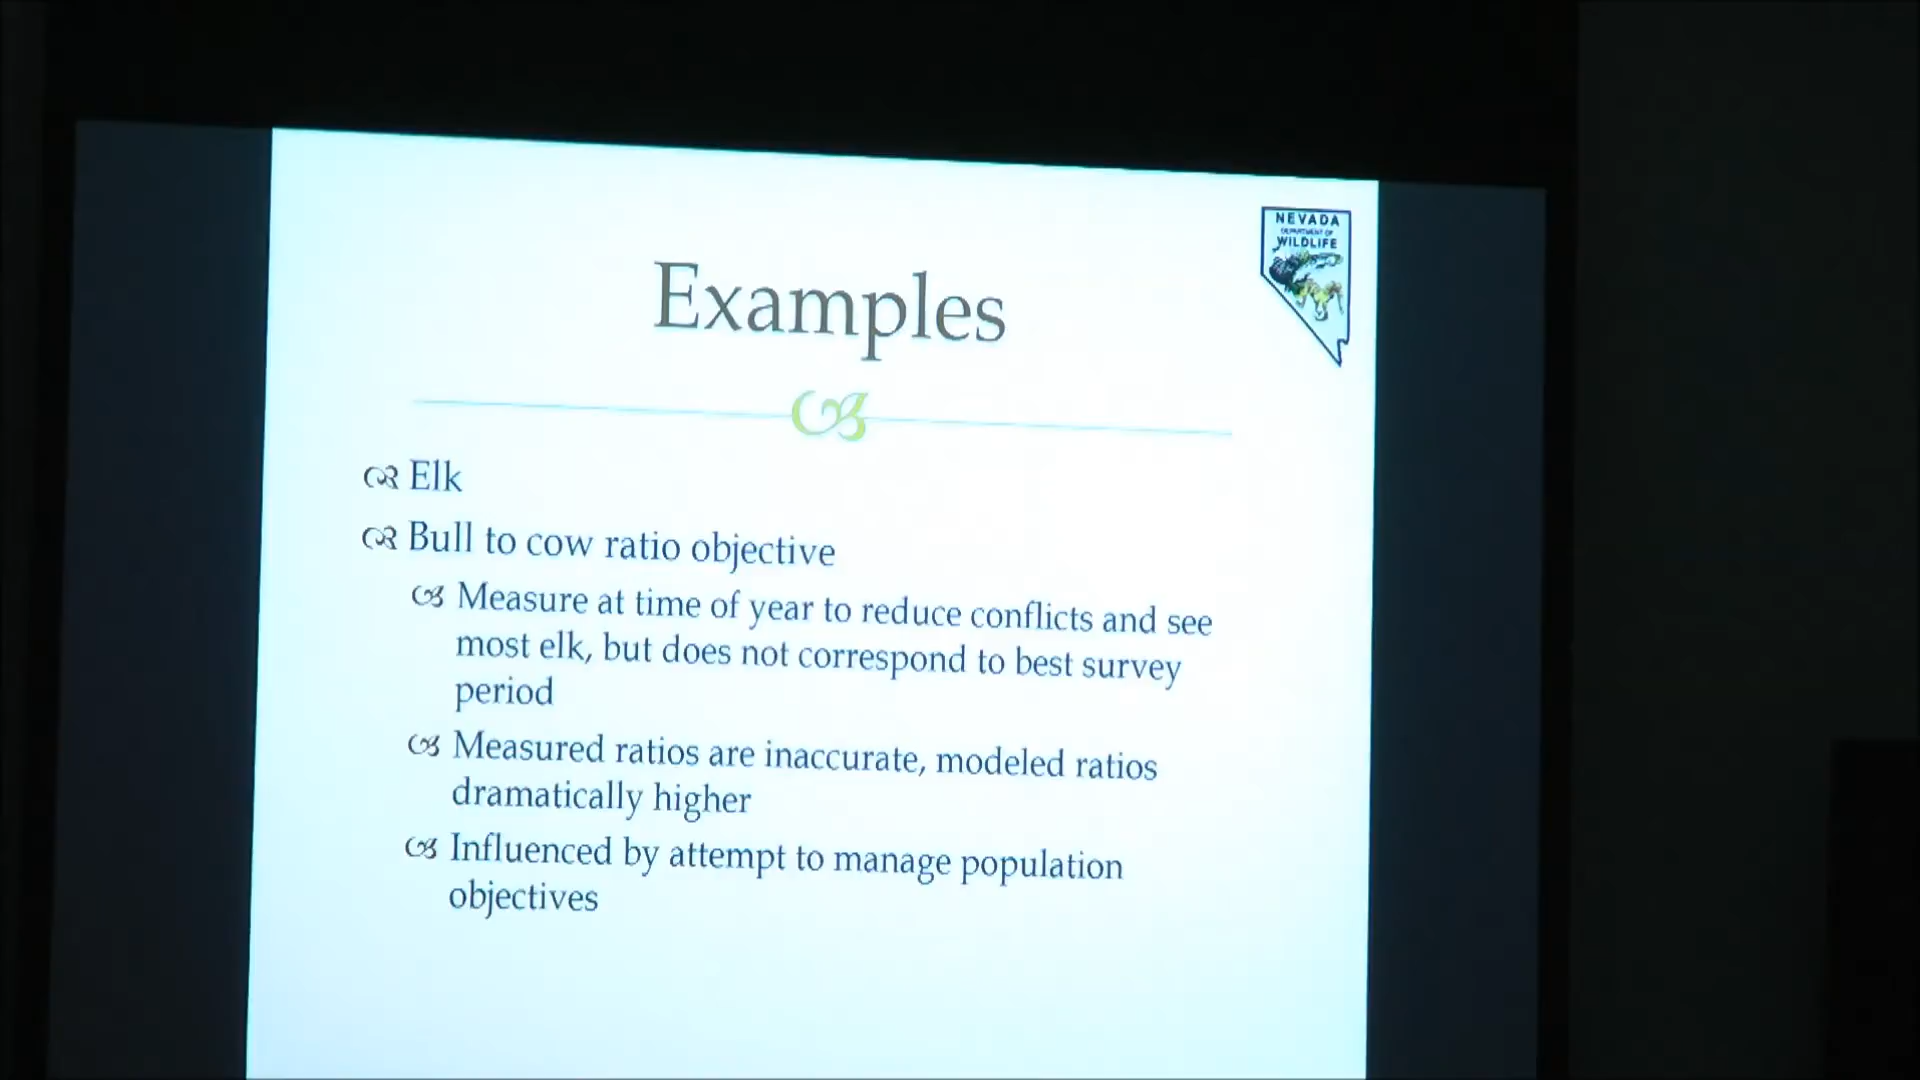 NEVADA
DEPARTMENT OF
WILDLIFE
Examples
Elk
Bull to cow ratio objective
Measure at time of year to reduce conflicts and see
most elk, but does not correspond to best survey
period
Measured ratios are inaccurate, modeled ratios
dramatically higher
Influenced by attempt to manage population
objectives